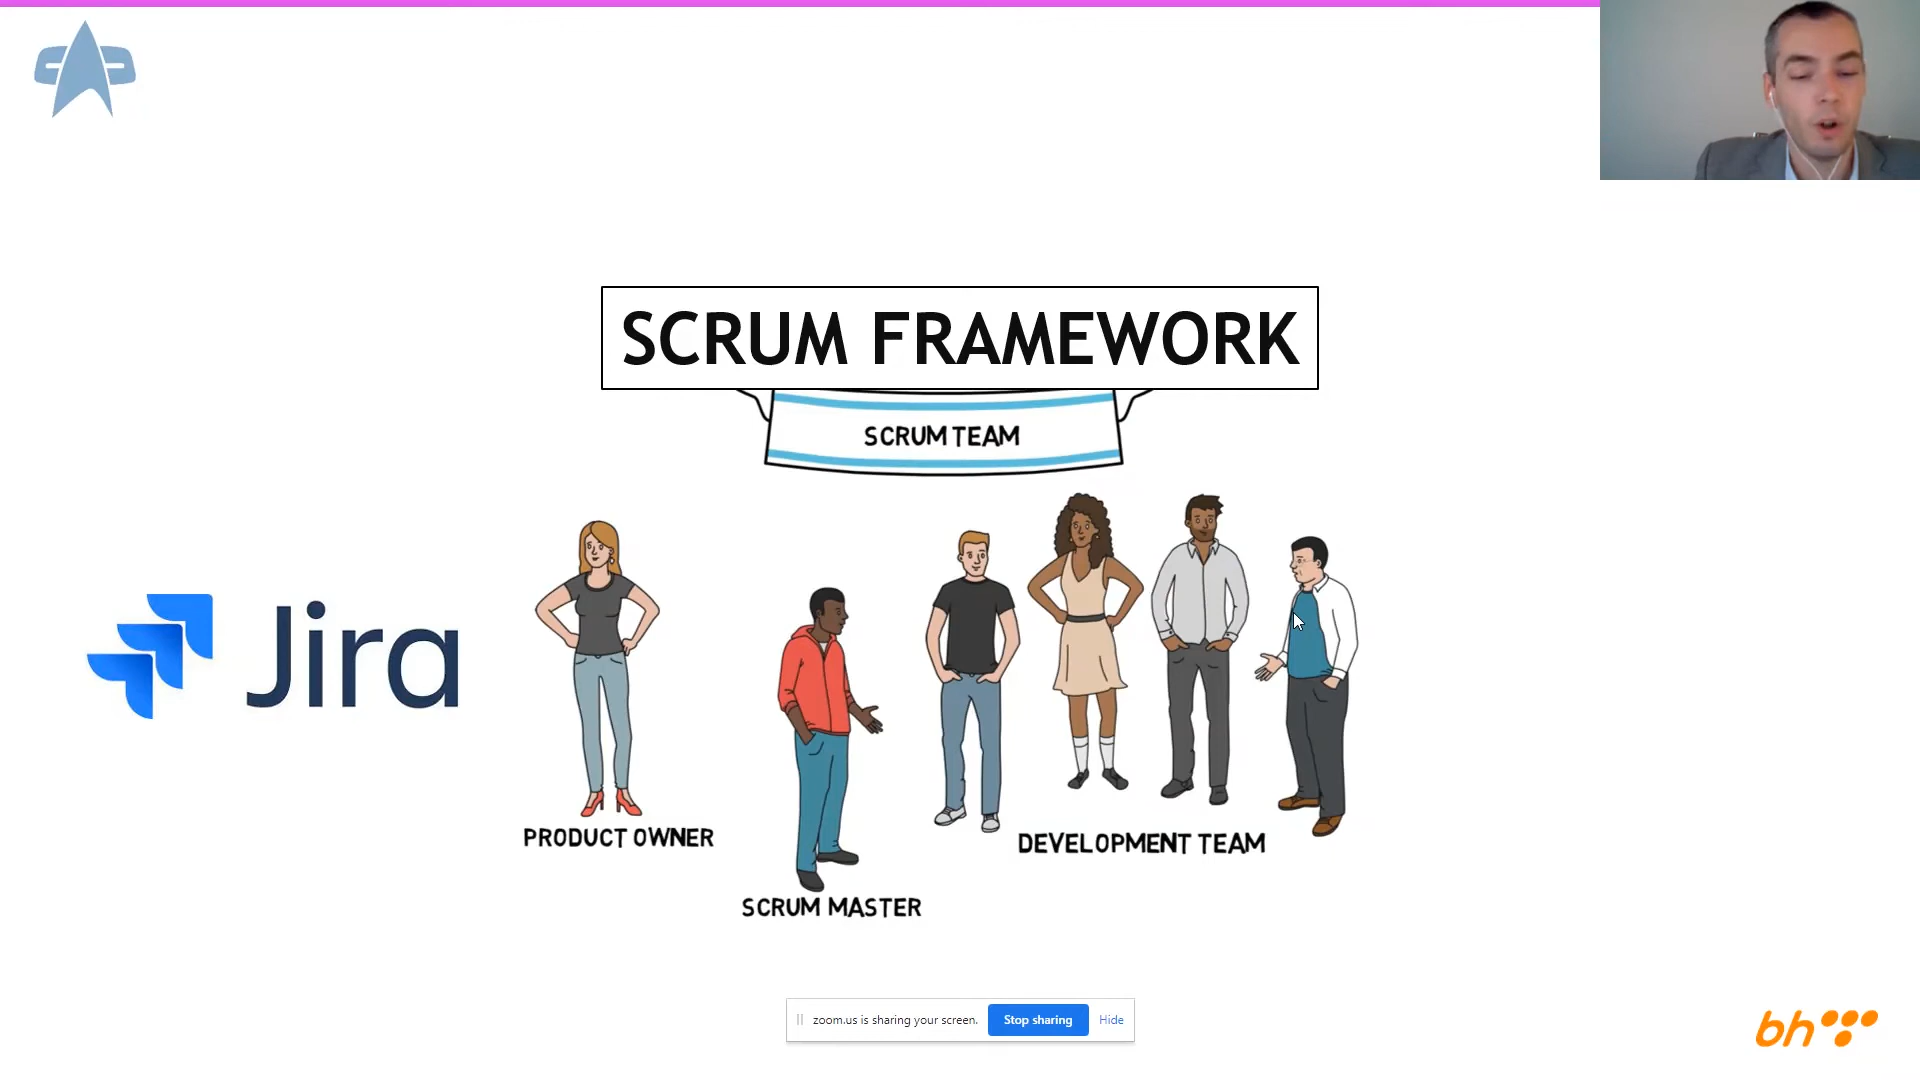 SCRUM FRAMEWORK
SCRUM TEAM
Jira
PRODUCT OWNER
DEVELOPMENT TEAM
SCRUM MASTER
zoom.us is sharing your screen.
Stop sharing
Hide
bh